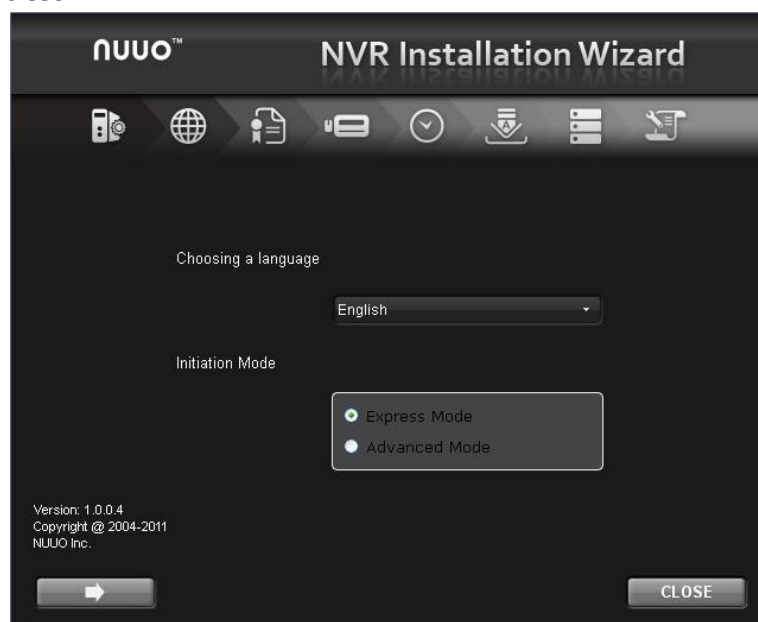 nuuo™
NVR Installation Wizard
Choosing a language
English
Initiation Mode
Express Mode
Advanced Mode
Version: 1.0.0.4
Copyright @ 2004-2011
NUUO Inc.
CLOSE